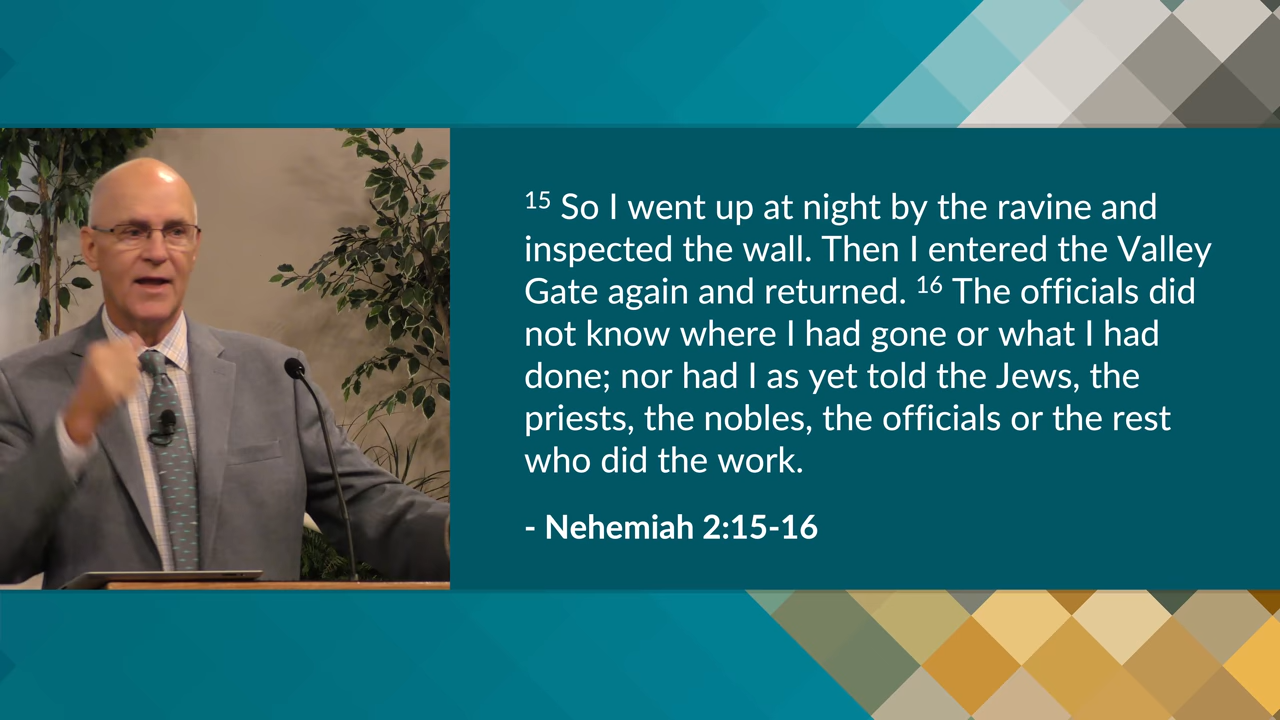 15 So I went up at night by the ravine and
inspected the wall. Then I entered the Valley
Gate again and returned. 16 The officials did
not know where I had gone or what I had
done; nor had I as yet told the Jews, the
priests, the nobles, the officials or the rest
who did the work.
- Nehemiah 2:15-16